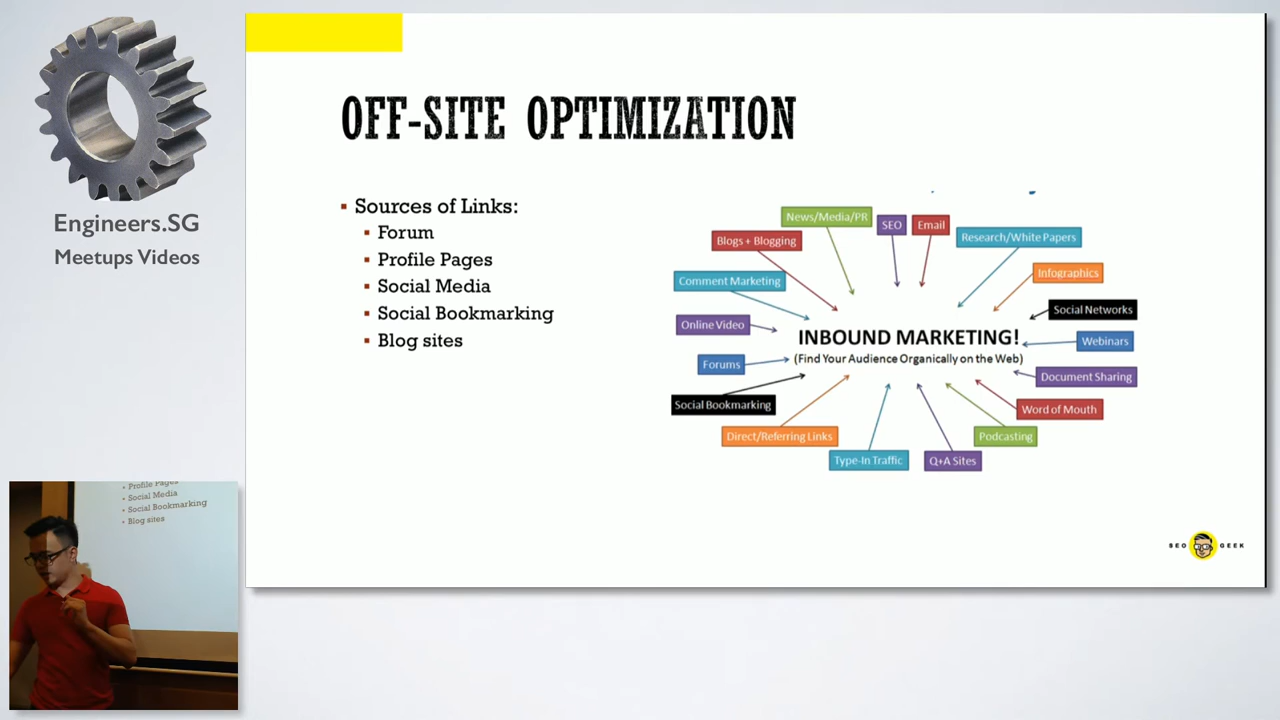 Engineers.SG
Meetups Videos
OFF-SITE OPTIMIZATION
Sources of Links:
Forum
Profile Pages
Social Media
Social Bookmarking
Blog sites
News/Media/PR
SEO
Email
Blogs + Blogging
Research/White Papers
Comment Marketing
Infographics
Online Video
Social Networks
INBOUND MARKETING!
(Find Your Audience Organically on the Web)
Webinars
Forums
Document Sharing
Social Bookmarking
Word of Mouth
Direct/Referring Links
Podcasting
Type-In Traffic
Q+A Sites
SEO GEEK
Profile Pages
Social Media
Social Bookmarking
Blog sites